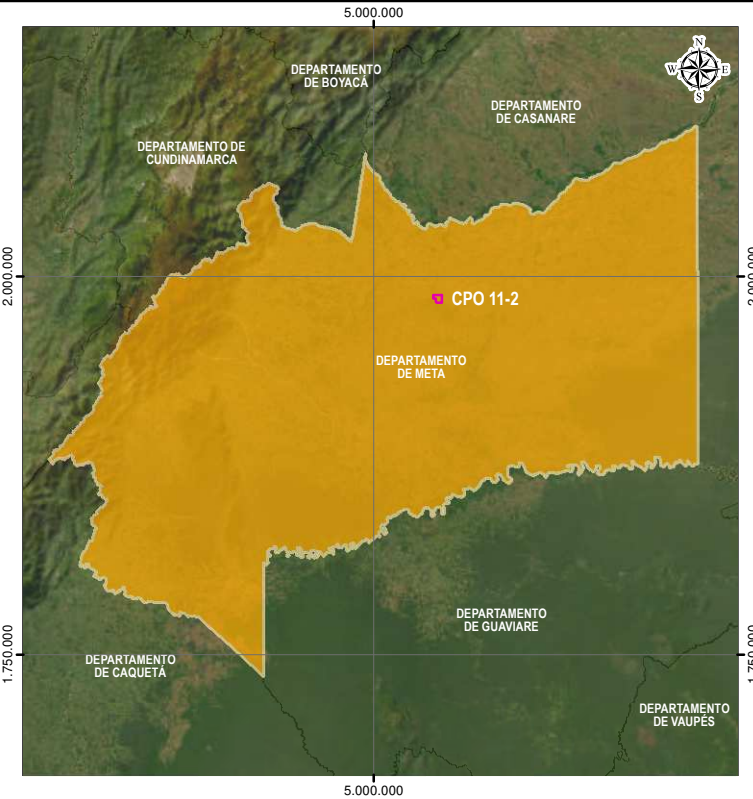 5.000.000
N
W E
S
DEPARTAMENTO
DE BOYACÁ
DEPARTAMENTO
DE CASANARE
DEPARTAMENTO DE
CUNDINAMARCA
2.000.000
2.000.000
CPO 11-2
DEPARTAMENTO
DE META
DEPARTAMENTO
DE GUAVIARE
1.750.000
1.750.000
DEPARTAMENTO
DE CAQUETÁ
DEPARTAMENTO
DE VAUPÉS
5.000.000